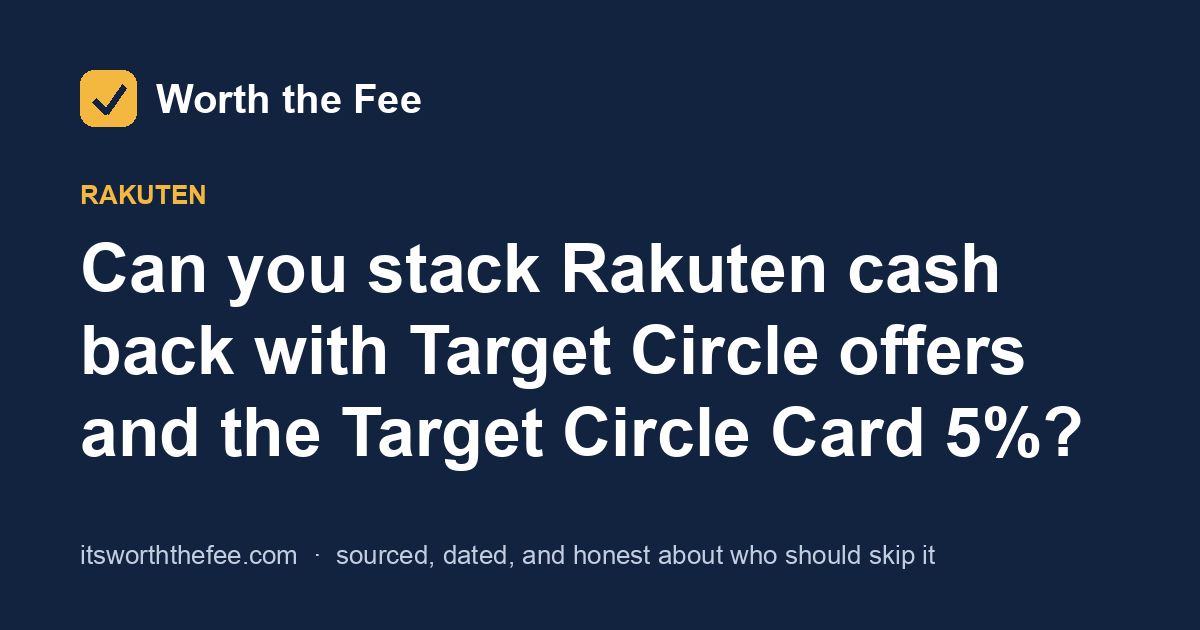 Worth the Fee
RAKUTEN
Can you stack Rakuten cash
back with Target Circle offers
and the Target Circle Card 5%?
itsworththefee.com · sourced, dated, and honest about who should skip it